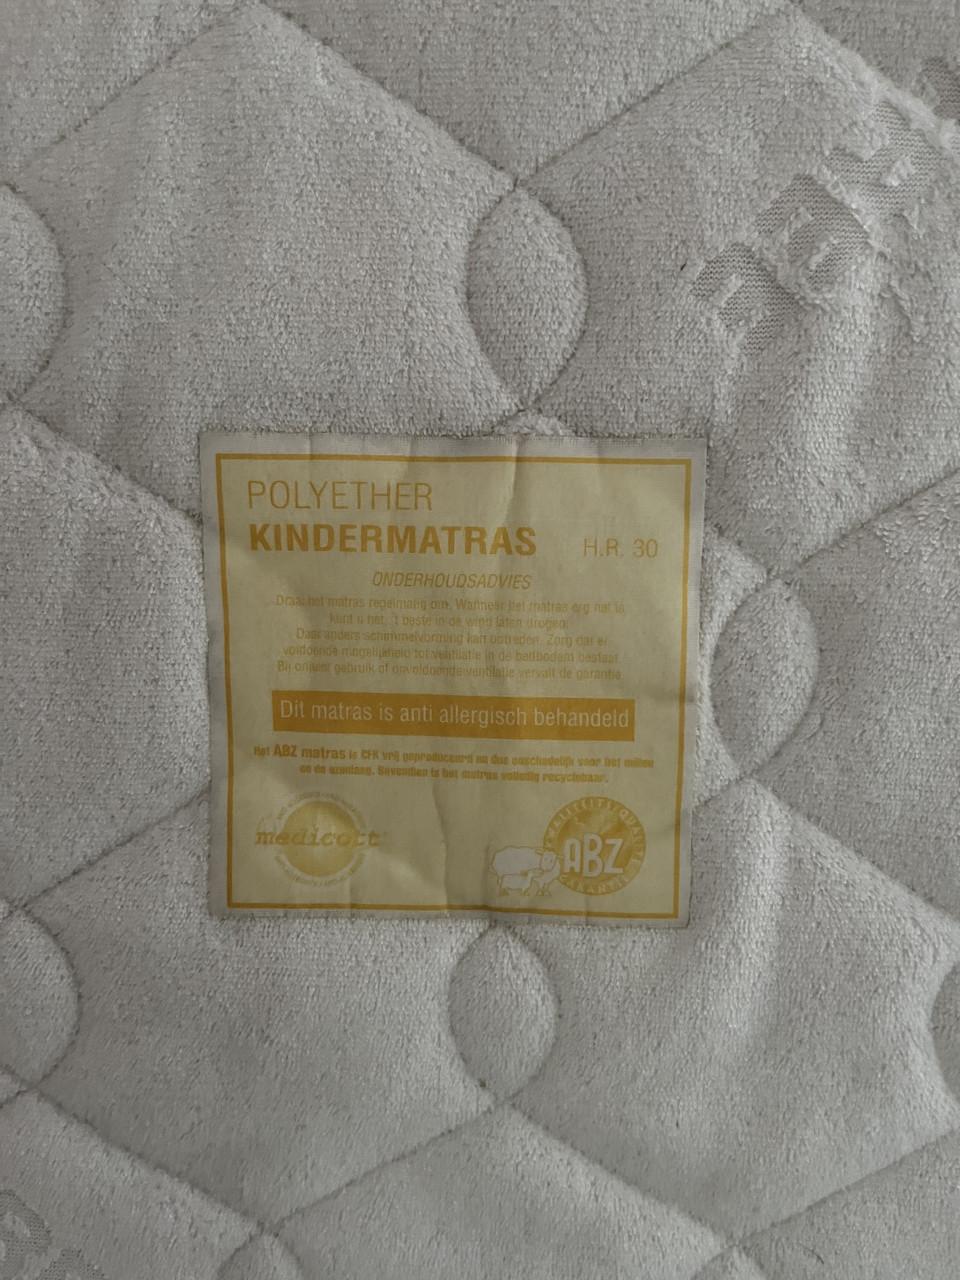 POLYETHER
KINDERMATRAS H.R. 30
ONDERHOUDSADVIES
Draai het matras regelmatig om. Wanneer het matras erg nat is,
kunt u het 't beste in de wind laten drogen.
Daar anders schimmelvorming kan optreden. Zorg dat er
voldoende mogelijkheid tot ventilatie in de bedbodem bestaat.
Bij onjuist gebruik of onvoldoende ventilatie vervalt de garantie
Dit matras is anti allergisch behandeld
Het ABZ matras is CFK vrij geproduceerd en dus onschadelijk voor het milieu
en de ozonlaag. Bovendien is het matras volledig recyclebaar.
medicott
KWALITEITS/QUALITÉ
ABZ
GARANTIE